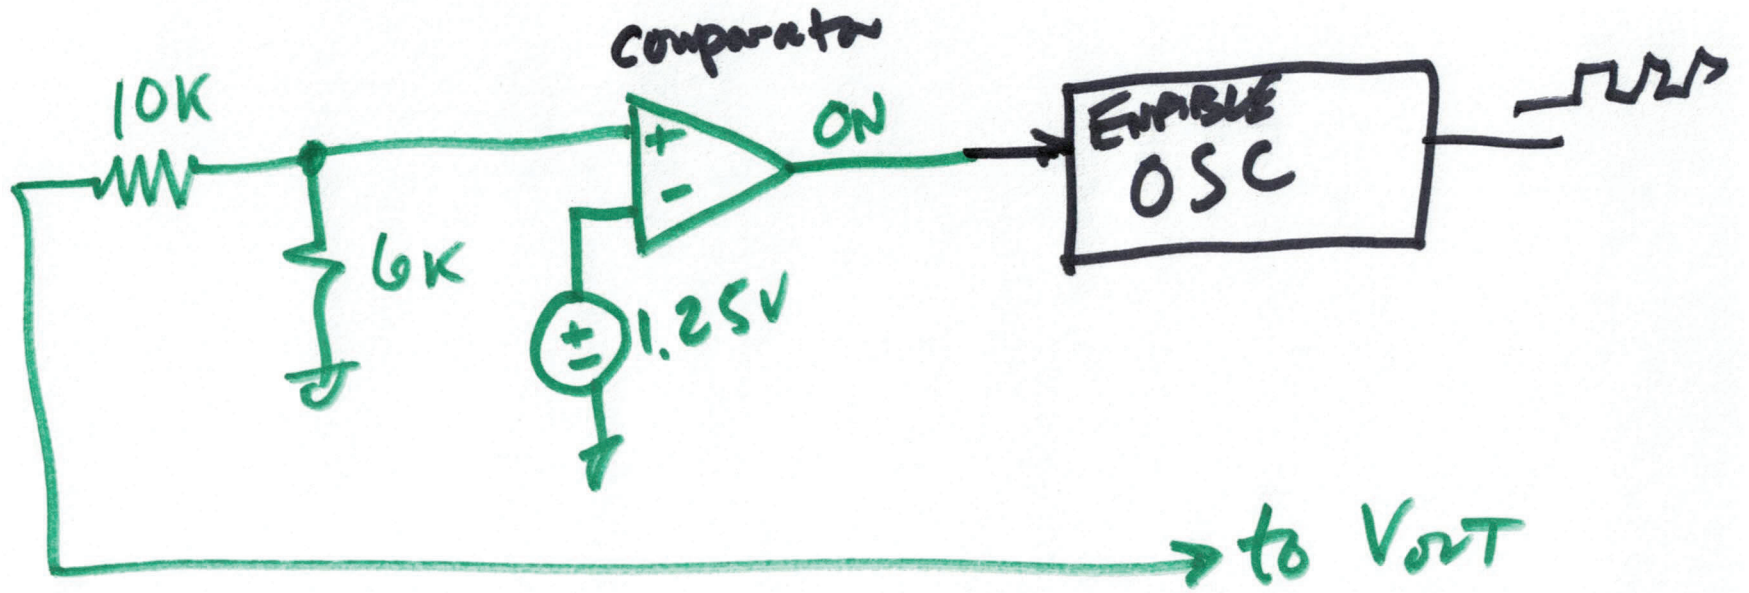 comparator
10K
+
-
ON
ENABLE
OSC
6K
+
-
1.25V
to VOUT